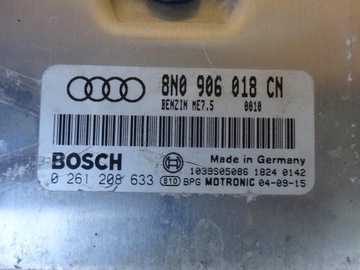 8N0 906 018 CN
BENZIN ME7.5 0010
BOSCH
Made in Germany
1039S05086 1824 0142
0 261 208 633
810 BPG MOTRONIC 04-09-15